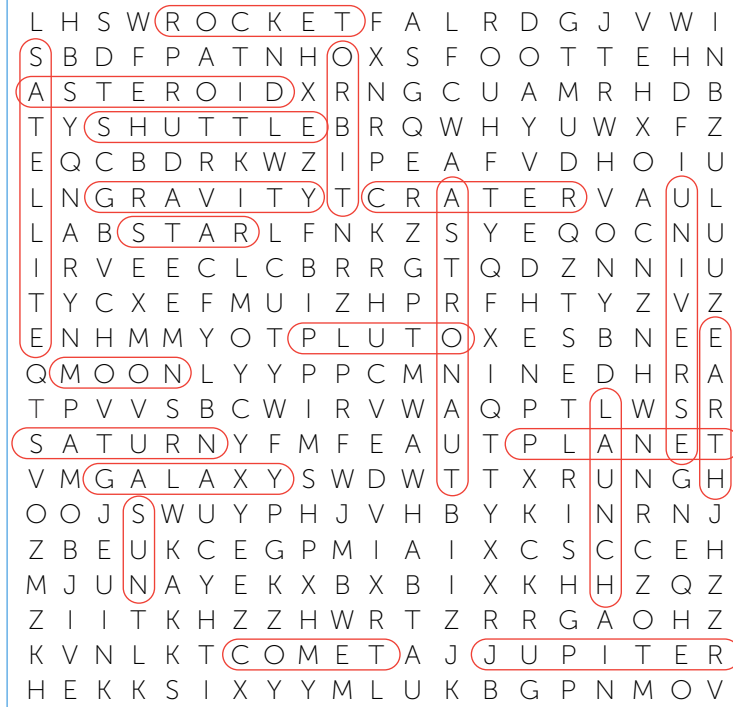 L H S W R O C K E T F A L R D G J V W I
S B D F P A T N H O X S F O O T T E H N
A S T E R O I D X R N G C U A M R H D B
T Y S H U T T L E B R Q W H Y U W X F Z
E Q C B D R K W Z I P E A F V D H O I U
L N G R A V I T Y T C R A T E R V A U L
L A B S T A R L F N K Z S Y E Q O C N U
I R V E E C L C B R R G T Q D Z N N I U
T Y C X E F M U I Z H P R F H T Y Z V Z
E N H M M Y O T P L U T O X E S B N E E
Q M O O N L Y Y P P C M N I N E D H R A
T P V V S B C W I R V W A Q P T L W S R
S A T U R N Y F M F E A U T P L A N E T
V M G A L A X Y S W D W T T X R U N G H
O O J S W U Y P H J V H B Y K I N R N J
Z B E U K C E G P M I A I X C S C C E H
M J U N A Y E K X B X B I X K H H Z Q Z
Z I I T K H Z Z H W R T Z R R G A O H Z
K V N L K T C O M E T A J J U P I T E R
H E K K S I X Y Y M L U K B G P N M O V